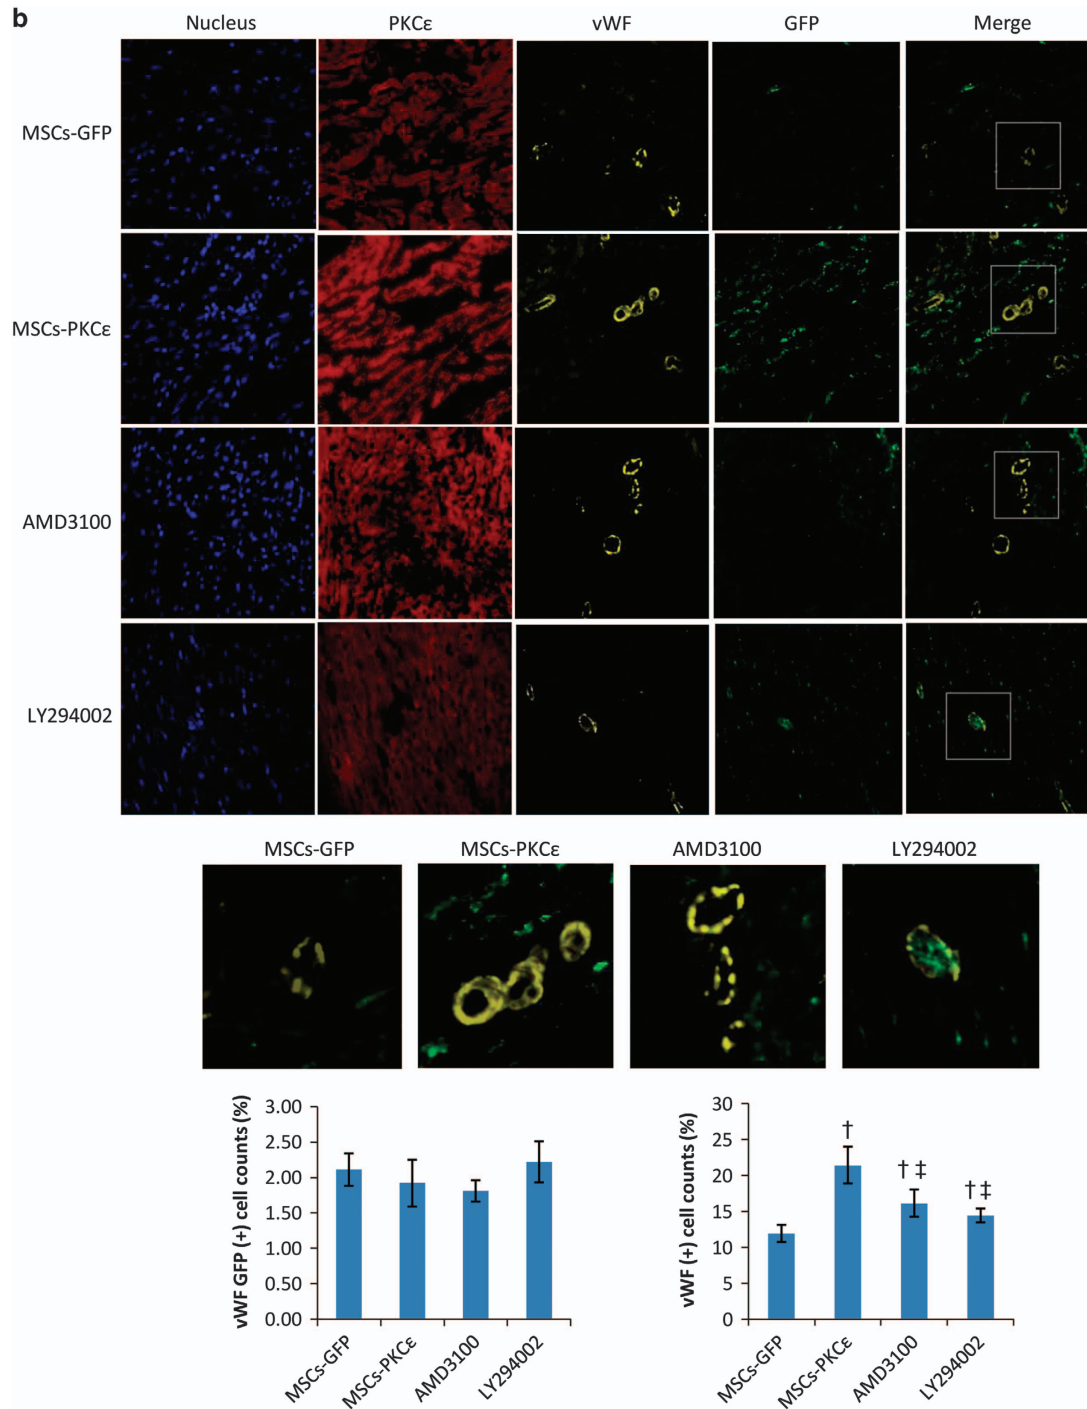 b
Nucleus PKCε vWF GFP Merge
MSCs-GFP
MSCs-PKCε
AMD3100
LY294002
MSCs-GFP MSCs-PKCε AMD3100 LY294002
vWF GFP (+) cell counts (%)
3.00
2.50
2.00
1.50
1.00
0.50
0.00
MSCs-GFP
MSCs-PKCε
AMD3100
LY294002
vWF (+) cell counts (%)
30
25
20
15
10
5
0
†
† ‡
† ‡
MSCs-GFP
MSCs-PKCε
AMD3100
LY294002